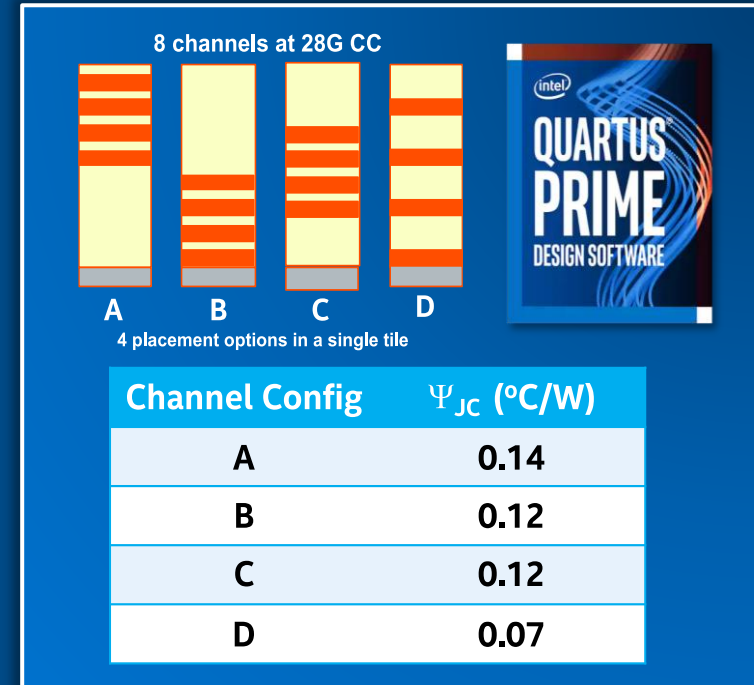 8 channels at 28G CC
A B C D
4 placement options in a single tile
intel
QUARTUS®
PRIME
DESIGN SOFTWARE
Channel Config Ψ_JC (°C/W)
A 0.14
B 0.12
C 0.12
D 0.07